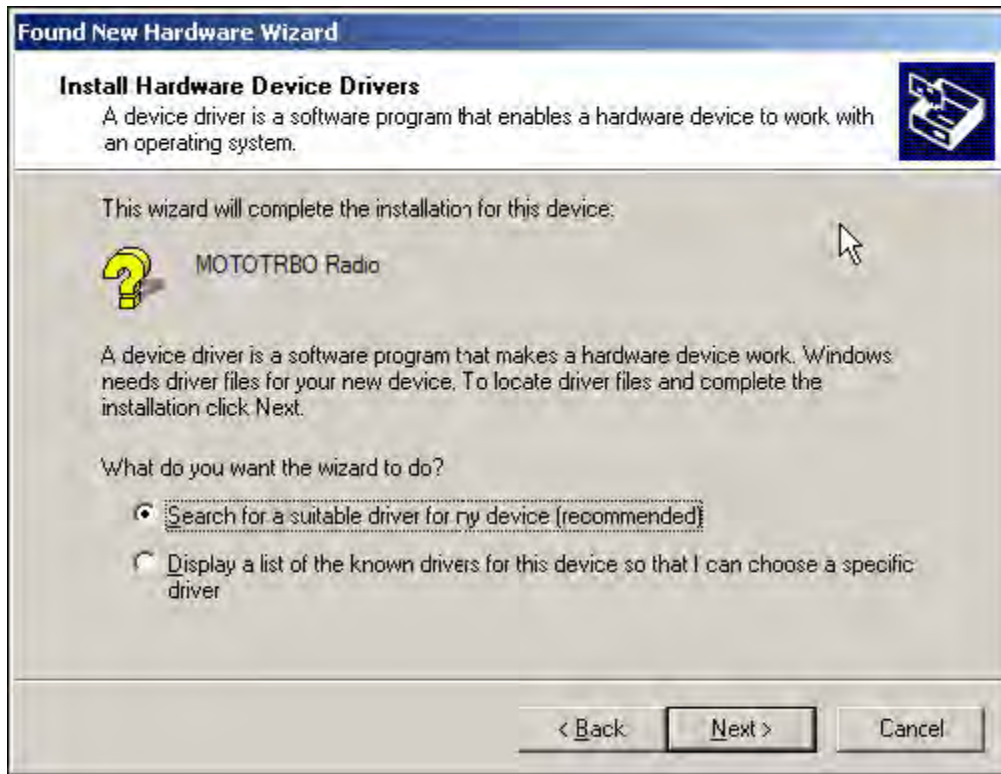 Found New Hardware Wizard
Install Hardware Device Drivers
A device driver is a software program that enables a hardware device to work with
an operating system.
This wizard will complete the installation for this device:
MOTOTRBO Radio
A device driver is a software program that makes a hardware device work. Windows
needs driver files for your new device. To locate driver files and complete the
installation click Next.
What do you want the wizard to do?
Search for a suitable driver for my device (recommended)
Display a list of the known drivers for this device so that I can choose a specific
driver
< Back
Next >
Cancel